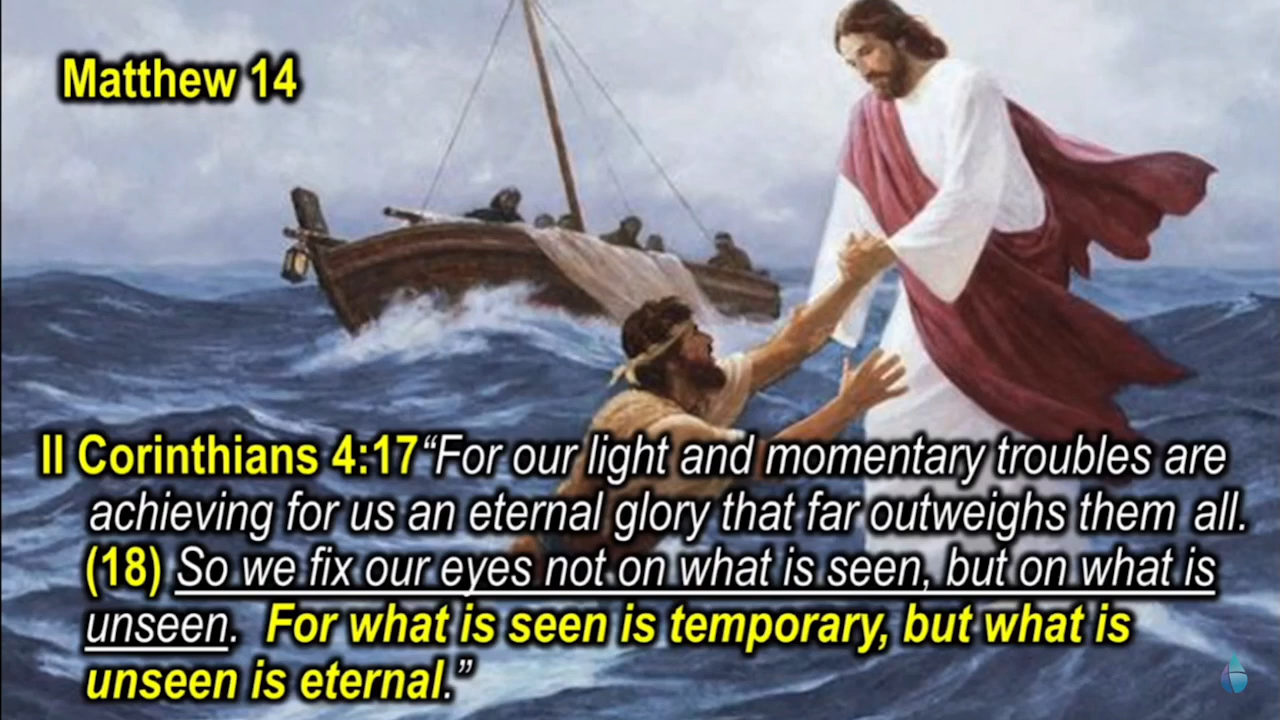 Matthew 14
II Corinthians 4:17 “For our light and momentary troubles are
achieving for us an eternal glory that far outweighs them all.
(18) So we fix our eyes not on what is seen, but on what is
unseen. For what is seen is temporary, but what is
unseen is eternal.”